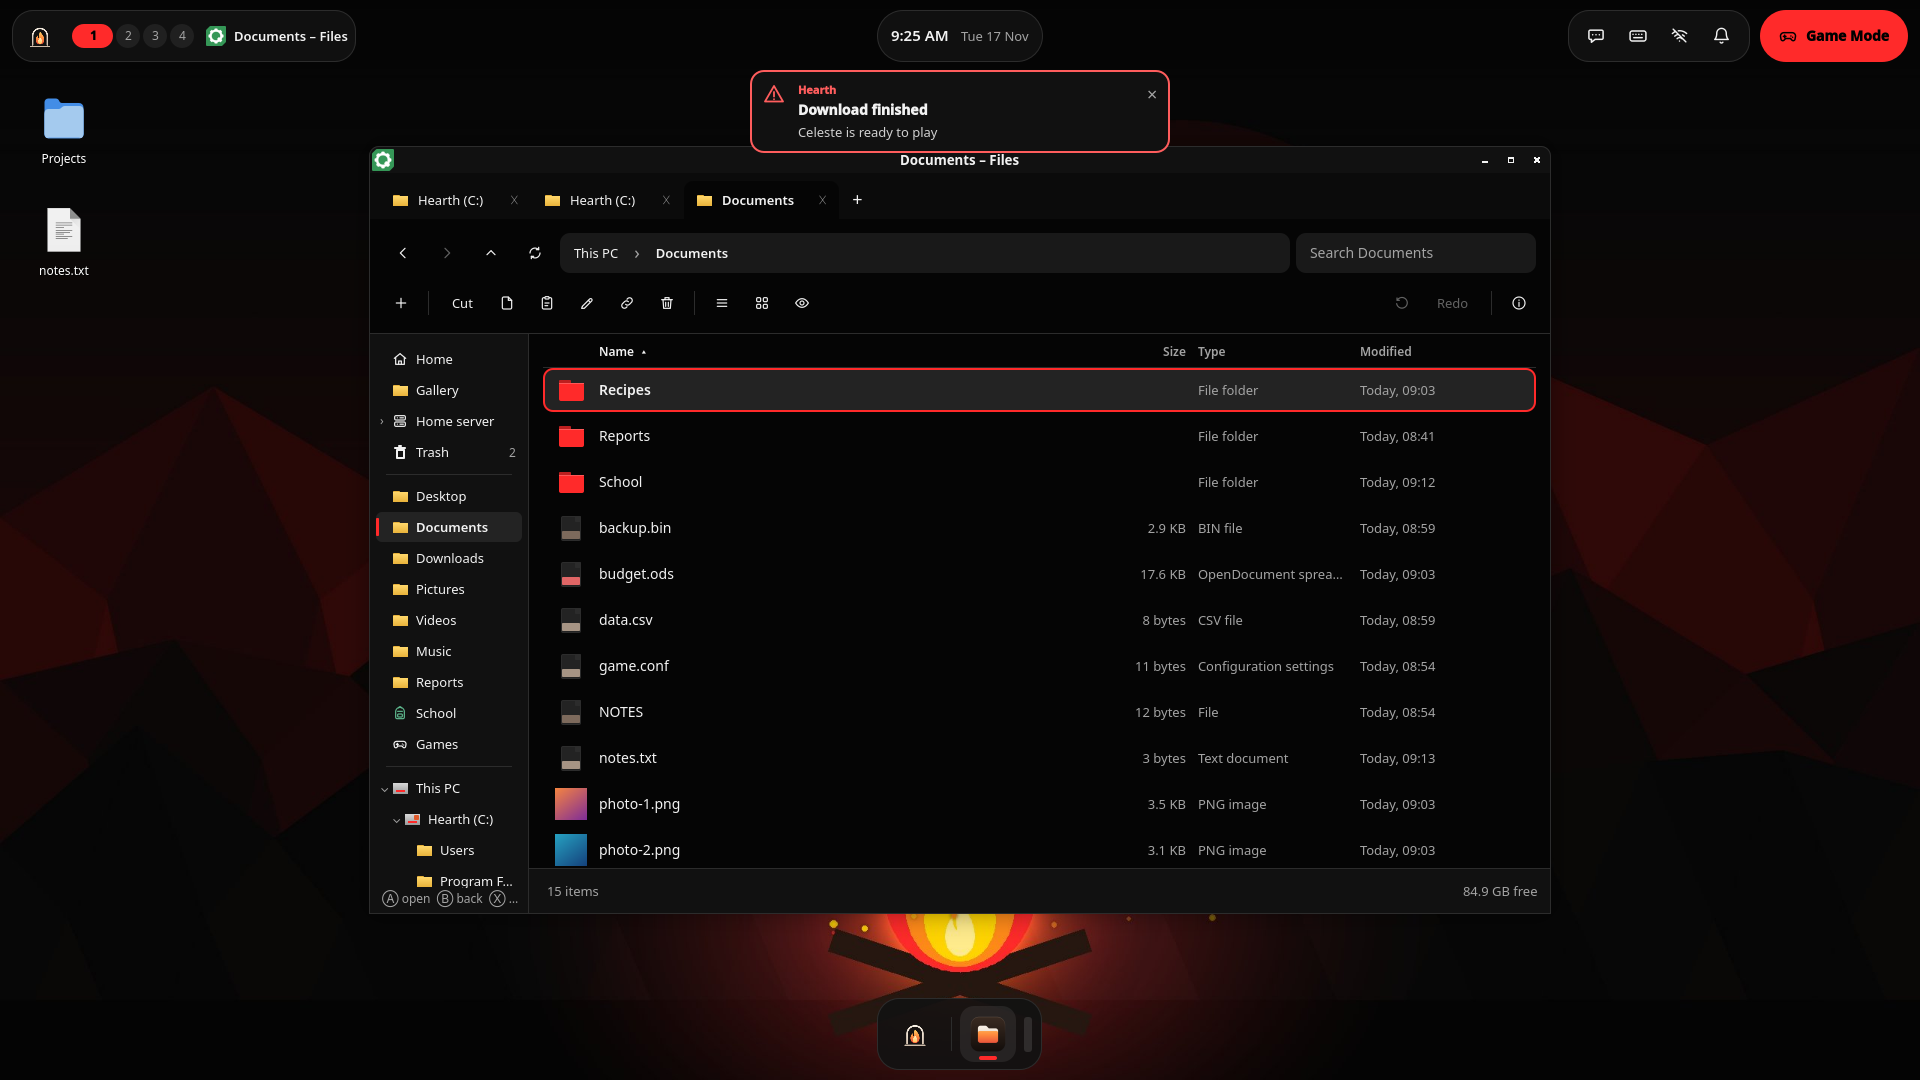 1 2 3 4 Documents – Files
9:25 AM Tue 17 Nov
Game Mode
Projects
notes.txt
Hearth
Download finished
Celeste is ready to play
Documents – Files
Hearth (C:) X Hearth (C:) X Documents X +
This PC › Documents
Search Documents
Cut
Redo
Home
Gallery
Home server
Trash 2
Desktop
Documents
Downloads
Pictures
Videos
Music
Reports
School
Games
This PC
Hearth (C:)
Users
Program F...
A open B back X ...
Name Size Type Modified
Recipes File folder Today, 09:03
Reports File folder Today, 08:41
School File folder Today, 09:12
backup.bin 2.9 KB BIN file Today, 08:59
budget.ods 17.6 KB OpenDocument sprea... Today, 09:03
data.csv 8 bytes CSV file Today, 08:59
game.conf 11 bytes Configuration settings Today, 08:54
NOTES 12 bytes File Today, 08:54
notes.txt 3 bytes Text document Today, 09:13
photo-1.png 3.5 KB PNG image Today, 09:03
photo-2.png 3.1 KB PNG image Today, 09:03
15 items 84.9 GB free